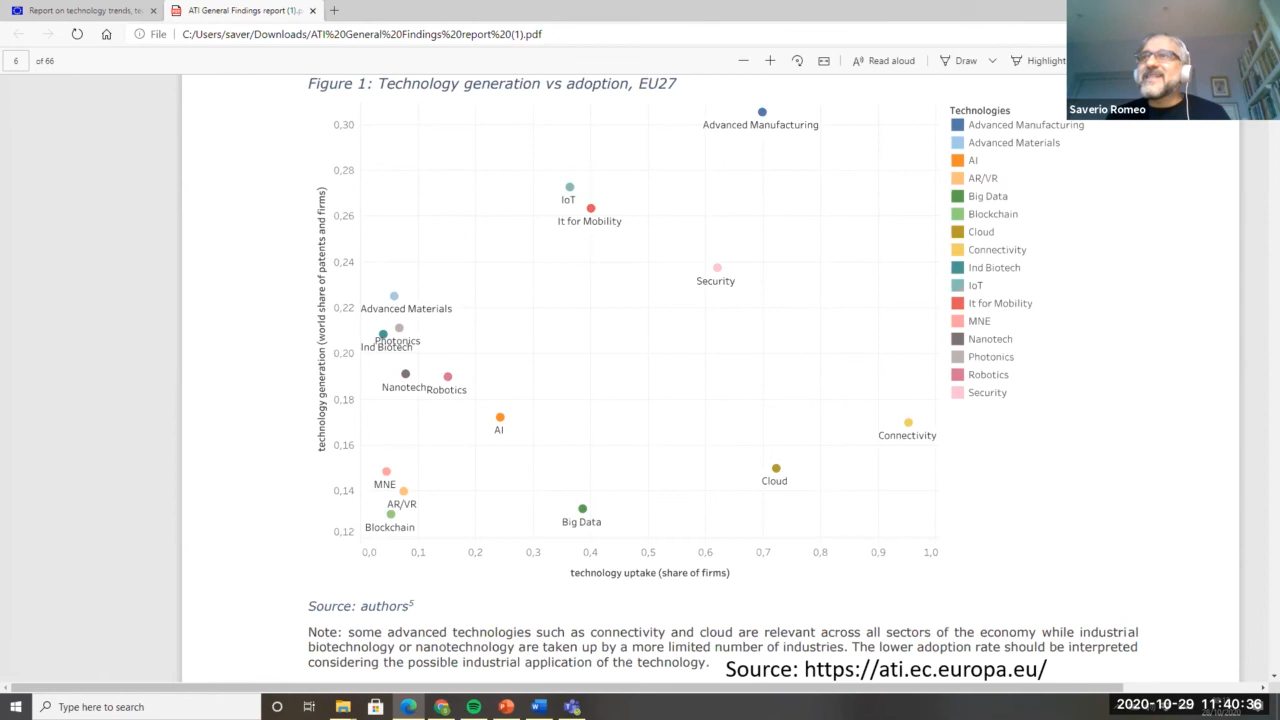 Report on technology trends, te
ATI General Findings report (1).p
File
C:/Users/saver/Downloads/ATI%20General%20Findings%20report%20(1).pdf
6 of 66
Read aloud
Draw
Highlight
Saverio Romeo
Figure 1: Technology generation vs adoption, EU27
technology generation (world share of patents and firms)
0,30
0,28
0,26
0,24
0,22
0,20
0,18
0,16
0,14
0,12
Advanced Manufacturing
IoT
It for Mobility
Security
Advanced Materials
Photonics
Ind Biotech
Nanotech
Robotics
AI
Connectivity
MNE
Cloud
AR/VR
Blockchain
Big Data
0,0 0,1 0,2 0,3 0,4 0,5 0,6 0,7 0,8 0,9 1,0
technology uptake (share of firms)
Technologies
Advanced Manufacturing
Advanced Materials
AI
AR/VR
Big Data
Blockchain
Cloud
Connectivity
Ind Biotech
IoT
It for Mobility
MNE
Nanotech
Photonics
Robotics
Security
Source: authors⁵
Note: some advanced technologies such as connectivity and cloud are relevant across all sectors of the economy while industrial
biotechnology or nanotechnology are taken up by a more limited number of industries. The lower adoption rate should be interpreted
considering the possible industrial application of the technology.
Source: https://ati.ec.europa.eu/
Type here to search
2020-10-29 11:40:36